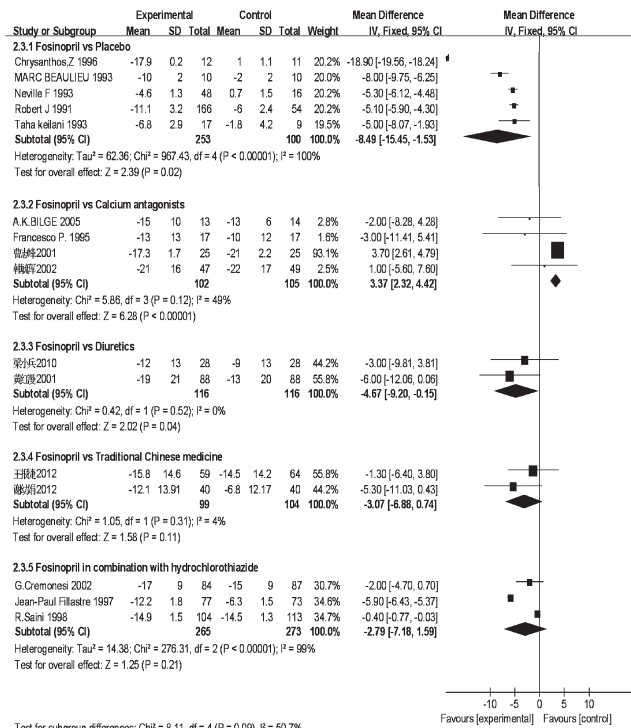 Experimental Control Mean Difference Mean Difference
Study or Subgroup Mean SD Total Mean SD Total Weight IV, Fixed, 95% CI IV, Fixed, 95% CI
2.3.1 Fosinopril vs Placebo
Chrysanthos,Z 1996 -17.9 0.2 12 1 1.1 11 20.2% -18.90 [-19.56, -18.24]
MARC BEAULIEU 1993 -10 2 10 -2 2 10 20.1% -8.00 [-9.75, -6.25]
Neville F 1993 -4.6 1.3 48 0.7 1.5 16 20.2% -5.30 [-6.12, -4.48]
Robert J 1991 -11.1 3.2 166 -6 2.4 54 20.2% -5.10 [-5.90, -4.30]
Taha keilani 1993 -6.8 2.9 17 -1.8 4.2 9 19.5% -5.00 [-8.07, -1.93]
Subtotal (95% CI) 253 100 100.0% -8.49 [-15.45, -1.53]
Heterogeneity: Tau² = 62.36; Chi² = 967.43, df = 4 (P < 0.00001); I² = 100%
Test for overall effect: Z = 2.39 (P = 0.02)
2.3.2 Fosinopril vs Calcium antagonists
A.K.BILGE 2005 -15 10 13 -13 6 14 2.8% -2.00 [-8.28, 4.28]
Francesco P. 1995 -13 13 17 -10 12 17 1.6% -3.00 [-11.41, 5.41]
2001 -17.3 1.7 25 -21 2.2 25 93.1% 3.70 [2.61, 4.79]
2002 -21 16 47 -22 17 49 2.5% 1.00 [-5.60, 7.60]
Subtotal (95% CI) 102 105 100.0% 3.37 [2.32, 4.42]
Heterogeneity: Chi² = 5.86, df = 3 (P = 0.12); I² = 49%
Test for overall effect: Z = 6.28 (P < 0.00001)
2.3.3 Fosinopril vs Diuretics
2010 -12 13 28 -9 13 28 44.2% -3.00 [-9.81, 3.81]
2001 -19 21 88 -13 20 88 55.8% -6.00 [-12.06, 0.06]
Subtotal (95% CI) 116 116 100.0% -4.67 [-9.20, -0.15]
Heterogeneity: Chi² = 0.42, df = 1 (P = 0.52); I² = 0%
Test for overall effect: Z = 2.02 (P = 0.04)
2.3.4 Fosinopril vs Traditional Chinese medicine
2012 -15.8 14.6 59 -14.5 14.2 64 55.8% -1.30 [-6.40, 3.80]
2012 -12.1 13.91 40 -6.8 12.17 40 44.2% -5.30 [-11.03, 0.43]
Subtotal (95% CI) 99 104 100.0% -3.07 [-6.88, 0.74]
Heterogeneity: Chi² = 1.05, df = 1 (P = 0.31); I² = 4%
Test for overall effect: Z = 1.58 (P = 0.11)
2.3.5 Fosinopril in combination with hydrochlorothiazide
G.Cremonesi 2002 -17 9 84 -15 9 87 30.7% -2.00 [-4.70, 0.70]
Jean-Paul Fillastre 1997 -12.2 1.8 77 -6.3 1.5 73 34.6% -5.90 [-6.43, -5.37]
R.Saini 1998 -14.9 1.5 104 -14.5 1.3 113 34.7% -0.40 [-0.77, -0.03]
Subtotal (95% CI) 265 273 100.0% -2.79 [-7.18, 1.59]
Heterogeneity: Tau² = 14.38; Chi² = 276.31, df = 2 (P < 0.00001); I² = 99%
Test for overall effect: Z = 1.25 (P = 0.21)
-10 -5 0 5 10
Favours [experimental] Favours [control]
Test for subgroup differences: Chi² = 8.11, df = 4 (P = 0.09), I² = 50.7%